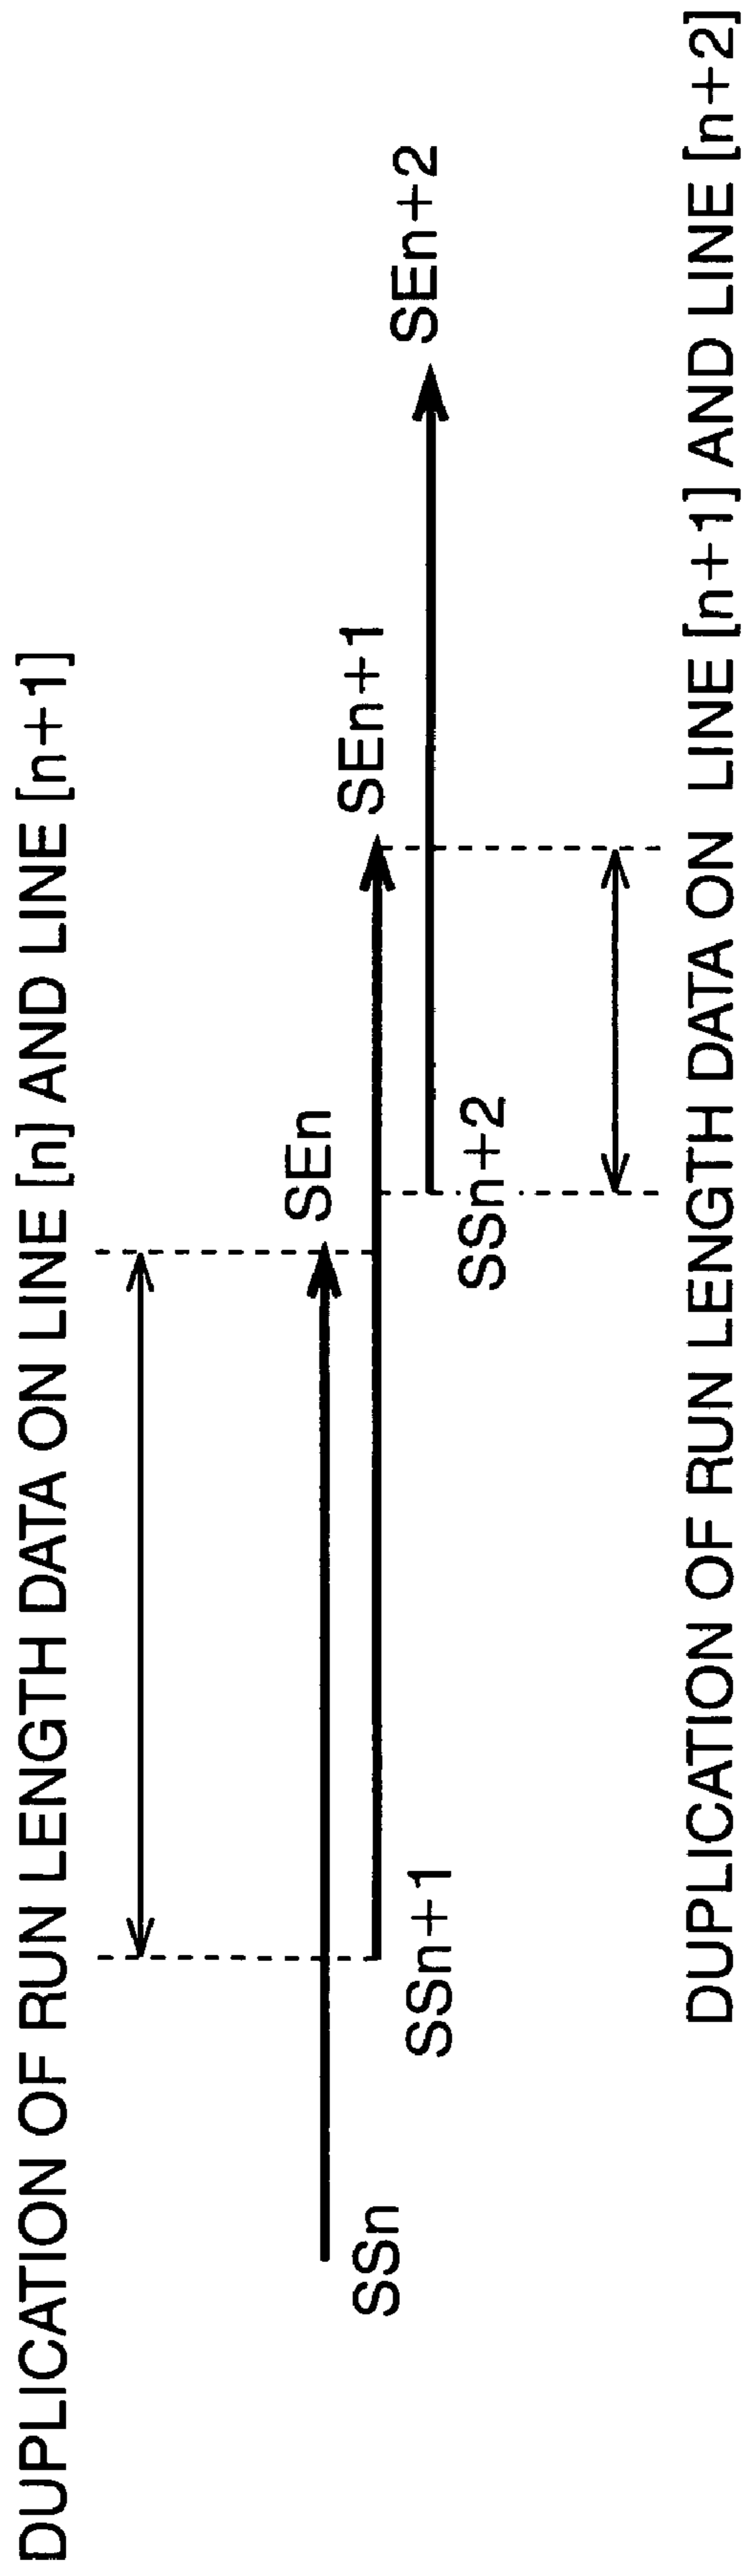 DUPLICATION OF RUN LENGTH DATA ON LINE [n] AND LINE [n+1]
SEn
SSn
SEn+1
SSn+1
SEn+2
SSn+2
DUPLICATION OF RUN LENGTH DATA ON LINE [n+1] AND LINE [n+2]